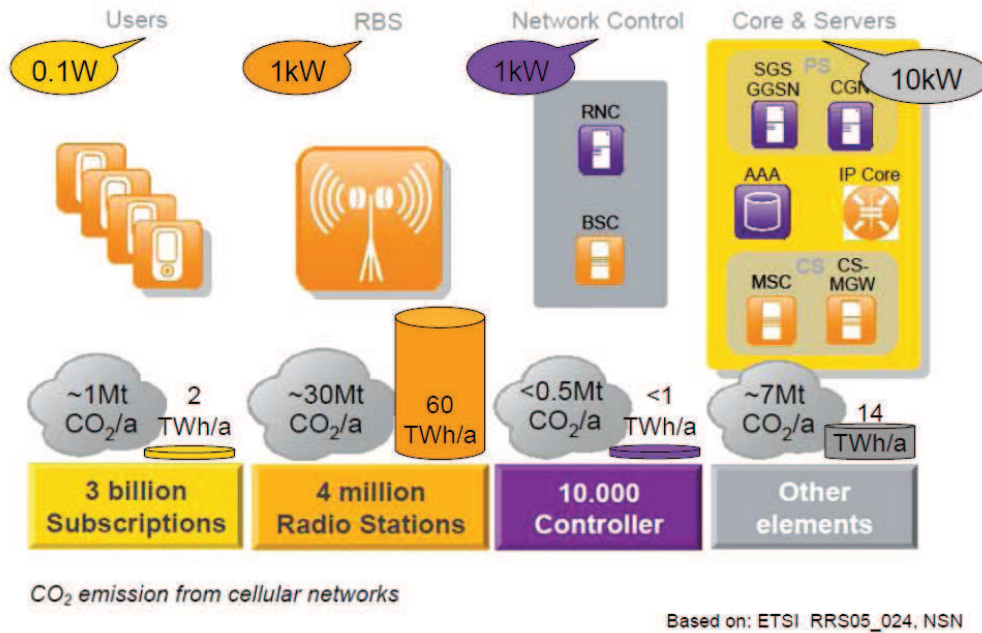 Users
RBS
Network Control
Core & Servers
0.1W
1kW
1kW
10kW
PS
SGS
GGSN
CGN
RNC
AAA
IP Core
BSC
CS
MSC
CS-
MGW
~1Mt
CO₂/a
2
TWh/a
~30Mt
CO₂/a
60
TWh/a
<0.5Mt
CO₂/a
<1
TWh/a
~7Mt
CO₂/a
14
TWh/a
3 billion
Subscriptions
4 million
Radio Stations
10.000
Controller
Other
elements
CO₂ emission from cellular networks
Based on: ETSI RRS05_024, NSN